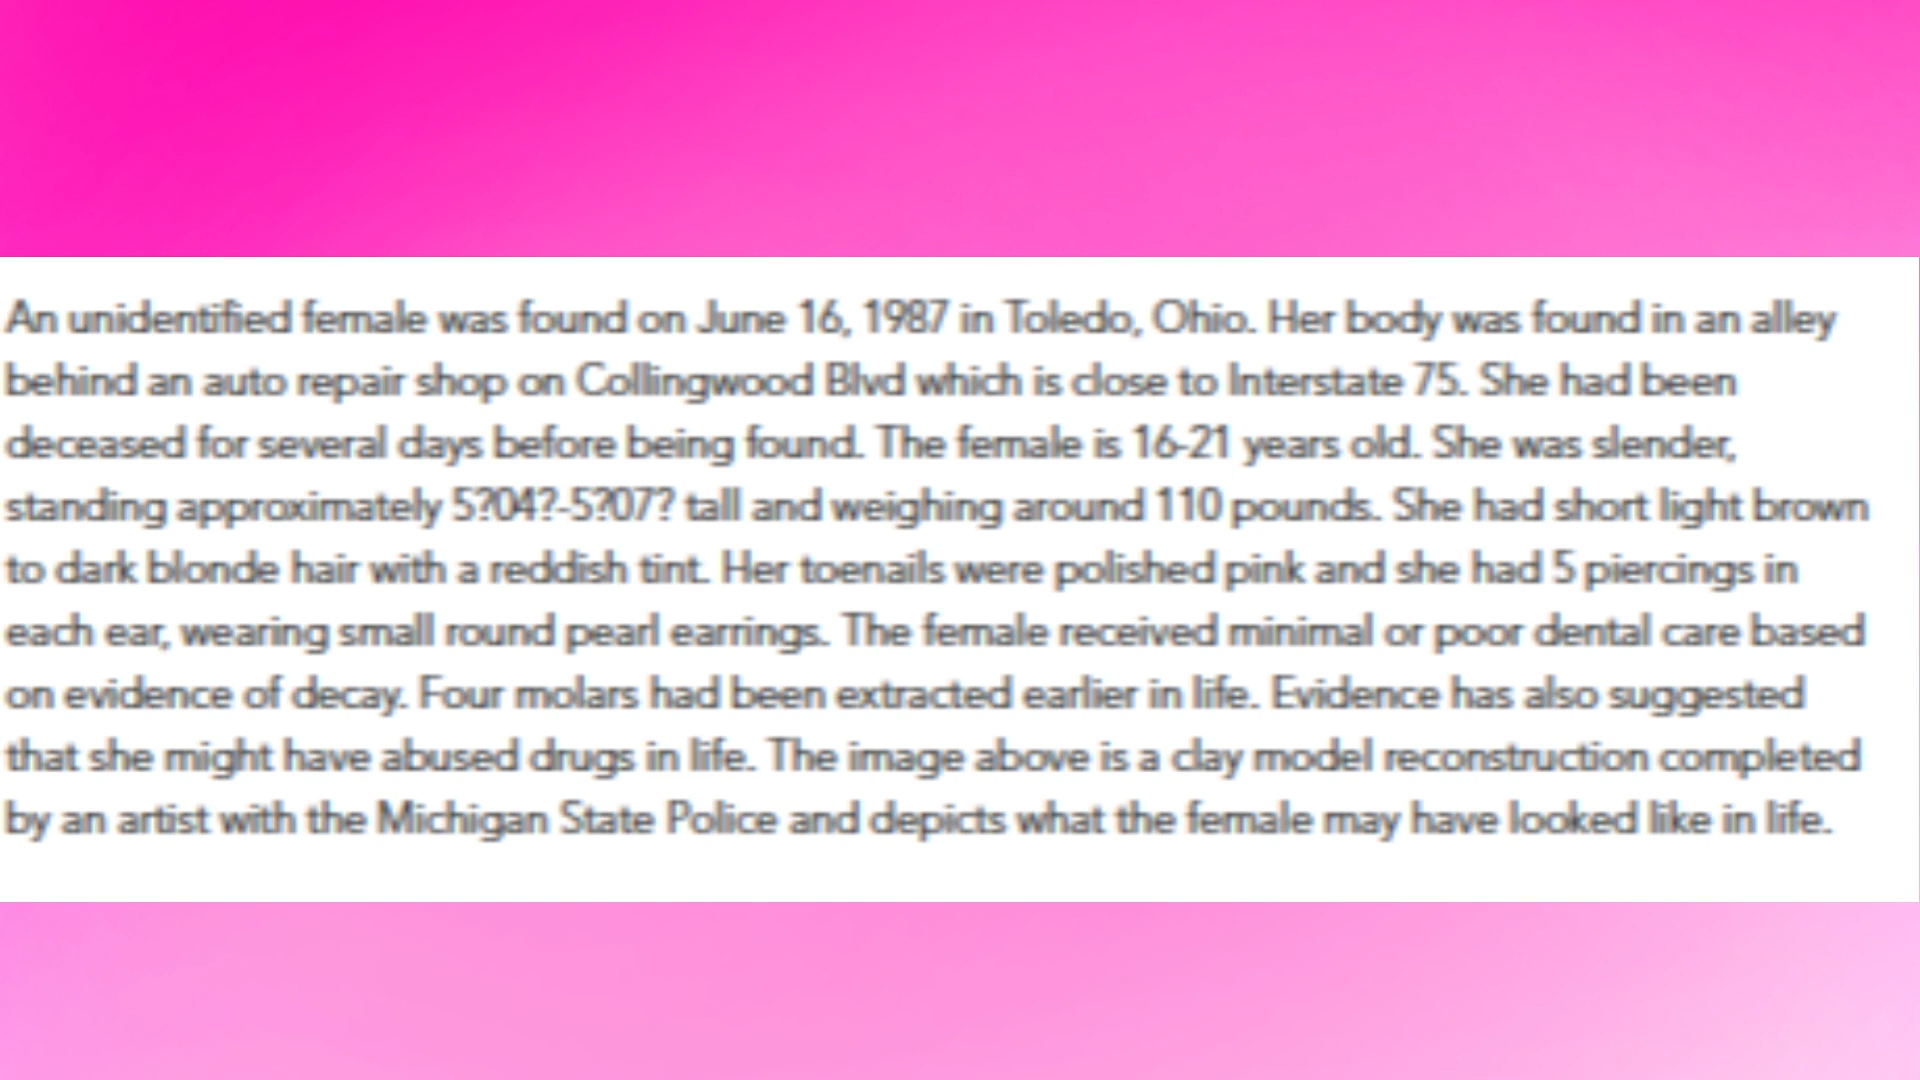 An unidentified female was found on June 16, 1987 in Toledo, Ohio. Her body was found in an alley
behind an auto repair shop on Collingwood Blvd which is close to Interstate 75. She had been
deceased for several days before being found. The female is 16-21 years old. She was slender,
standing approximately 5?04?-5?07? tall and weighing around 110 pounds. She had short light brown
to dark blonde hair with a reddish tint. Her toenails were polished pink and she had 5 piercings in
each ear, wearing small round pearl earrings. The female received minimal or poor dental care based
on evidence of decay. Four molars had been extracted earlier in life. Evidence has also suggested
that she might have abused drugs in life. The image above is a clay model reconstruction completed
by an artist with the Michigan State Police and depicts what the female may have looked like in life.